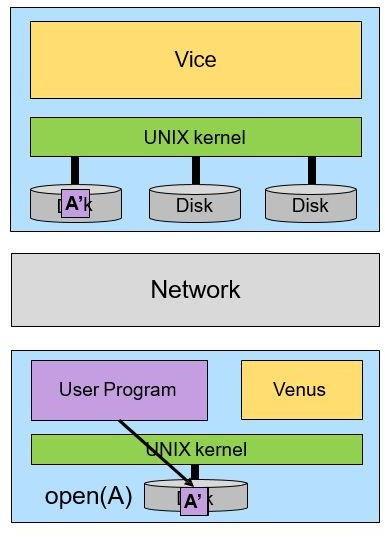 Vice
UNIX kernel
A'
Disk
Disk
Network
User Program
Venus
UNIX kernel
open(A)
A'